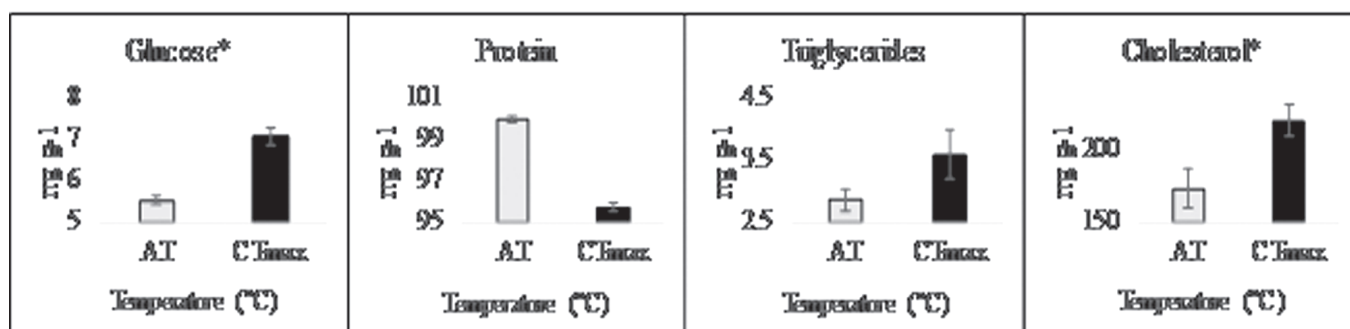 Glucose*
8
7
6
5
AT
CTmax
Temperature (°C)
Protein
101
99
97
95
AT
CTmax
Temperature (°C)
Triglycerides
4.5
3.5
2.5
AT
CTmax
Temperature (°C)
Cholesterol*
200
150
AT
CTmax
Temperature (°C)